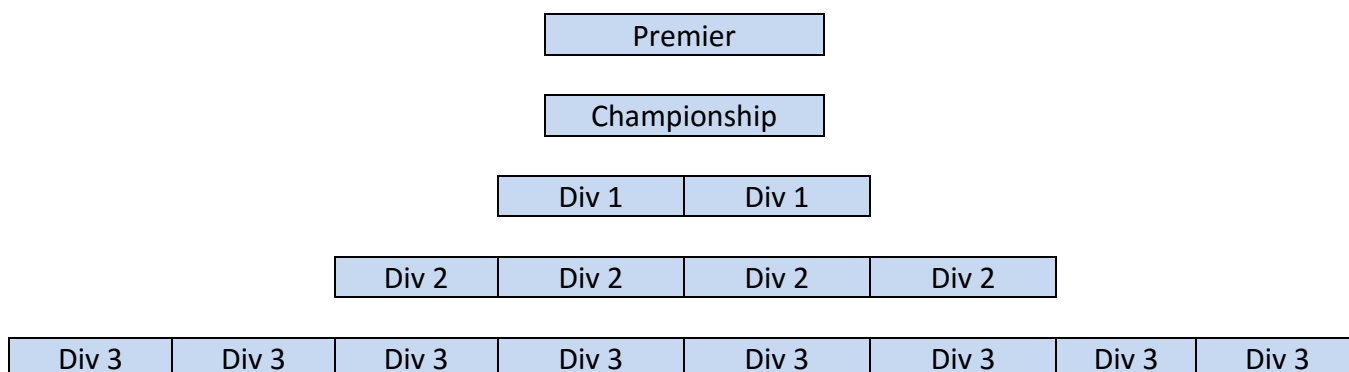 Premier
Championship
Div 1 Div 1
Div 2 Div 2 Div 2 Div 2
Div 3 Div 3 Div 3 Div 3 Div 3 Div 3 Div 3 Div 3